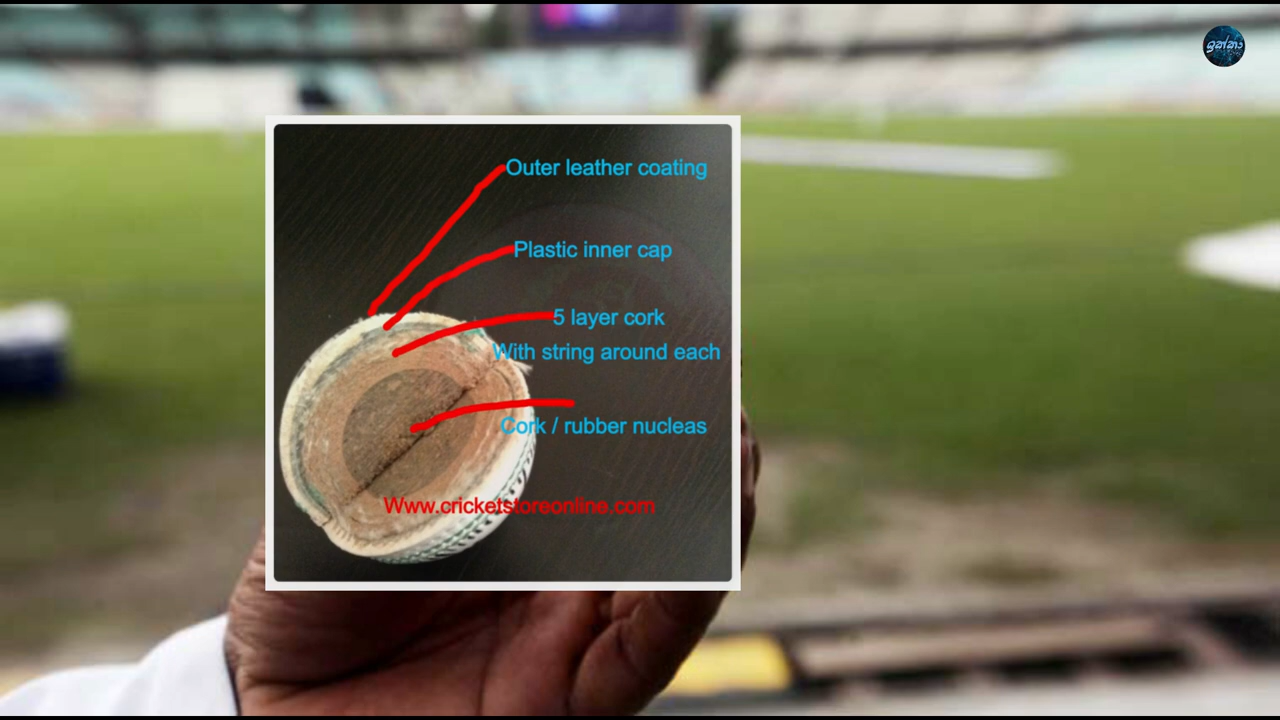 ඉත්තා
Outer leather coating
Plastic inner cap
5 layer cork
With string around each
Cork / rubber nucleas
Www.cricketstoreonline.com